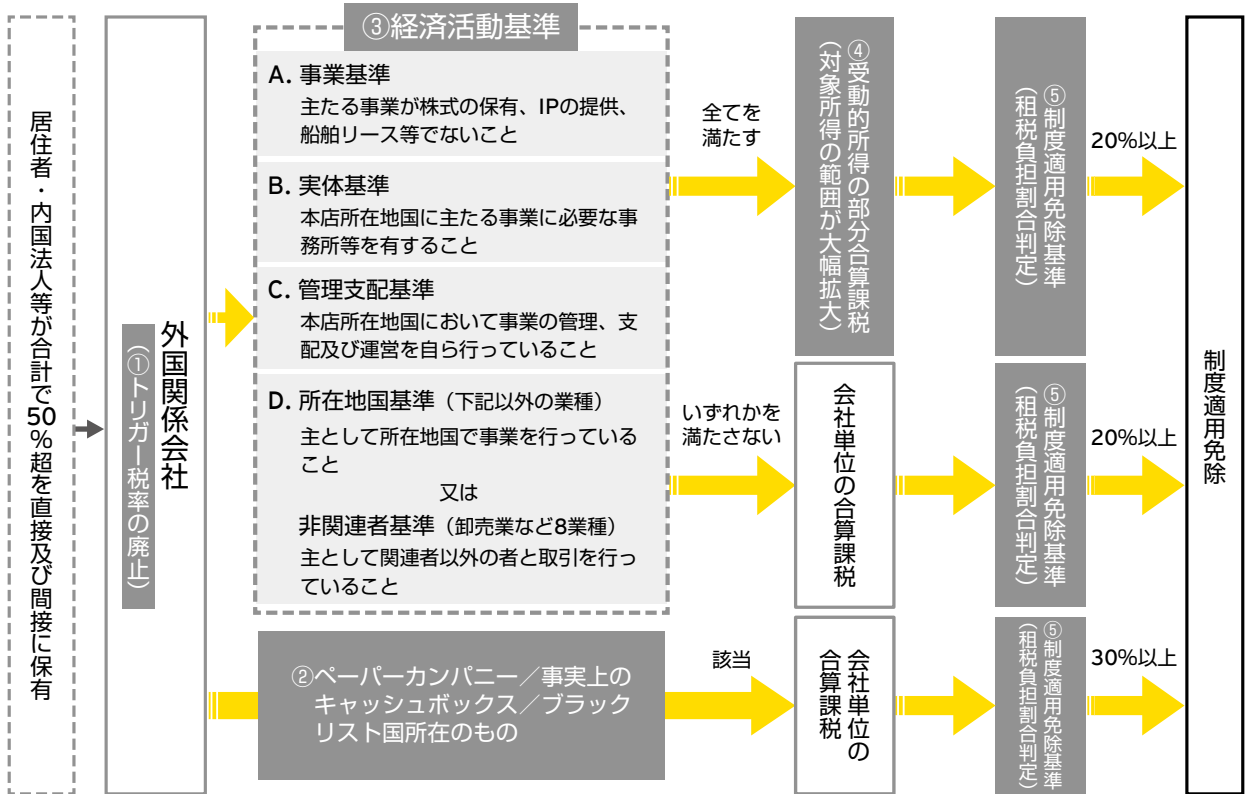 居住者・内国法人等が合計で50%超を直接及び間接に保有
外国関係会社
(①トリガー税率の廃止)
③経済活動基準
A. 事業基準
主たる事業が株式の保有、IPの提供、
船舶リース等でないこと
B. 実体基準
本店所在地国に主たる事業に必要な事
務所等を有すること
C. 管理支配基準
本店所在地国において事業の管理、支
配及び運営を自ら行っていること
D. 所在地国基準（下記以外の業種）
主として所在地国で事業を行っている
こと
又は
非関連者基準（卸売業など8業種）
主として関連者以外の者と取引を行っ
ていること
②ペーパーカンパニー／事実上の
キャッシュボックス／ブラック
リスト国所在のもの
全てを
満たす
④受動的所得の部分合算課税
（対象所得の範囲が大幅拡大）
⑤制度適用免除基準
（租税負担割合判定）
20%以上
いずれかを
満たさない
会社単位の合算課税
⑤制度適用免除基準
（租税負担割合判定）
20%以上
該当
会社単位の
合算課税
⑤制度適用免除基準
（租税負担割合判定）
30%以上
制度適用免除